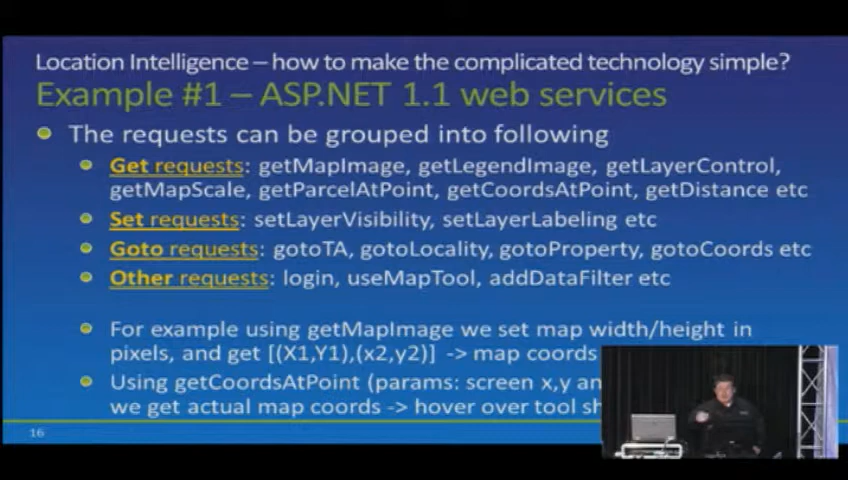 Location Intelligence – how to make the complicated technology simple?
Example #1 – ASP.NET 1.1 web services
The requests can be grouped into following
Get requests: getMapImage, getLegendImage, getLayerControl,
getMapScale, getParcelAtPoint, getCoordsAtPoint, getDistance etc
Set requests: setLayerVisibility, setLayerLabeling etc
Goto requests: gotoTA, gotoLocality, gotoProperty, gotoCoords etc
Other requests: login, useMapTool, addDataFilter etc
For example using getMapImage we set map width/height in
pixels, and get [(X1,Y1),(x2,y2)] -> map coords
Using getCoordsAtPoint (params: screen x,y an
we get actual map coords -> hover over tool sh
16